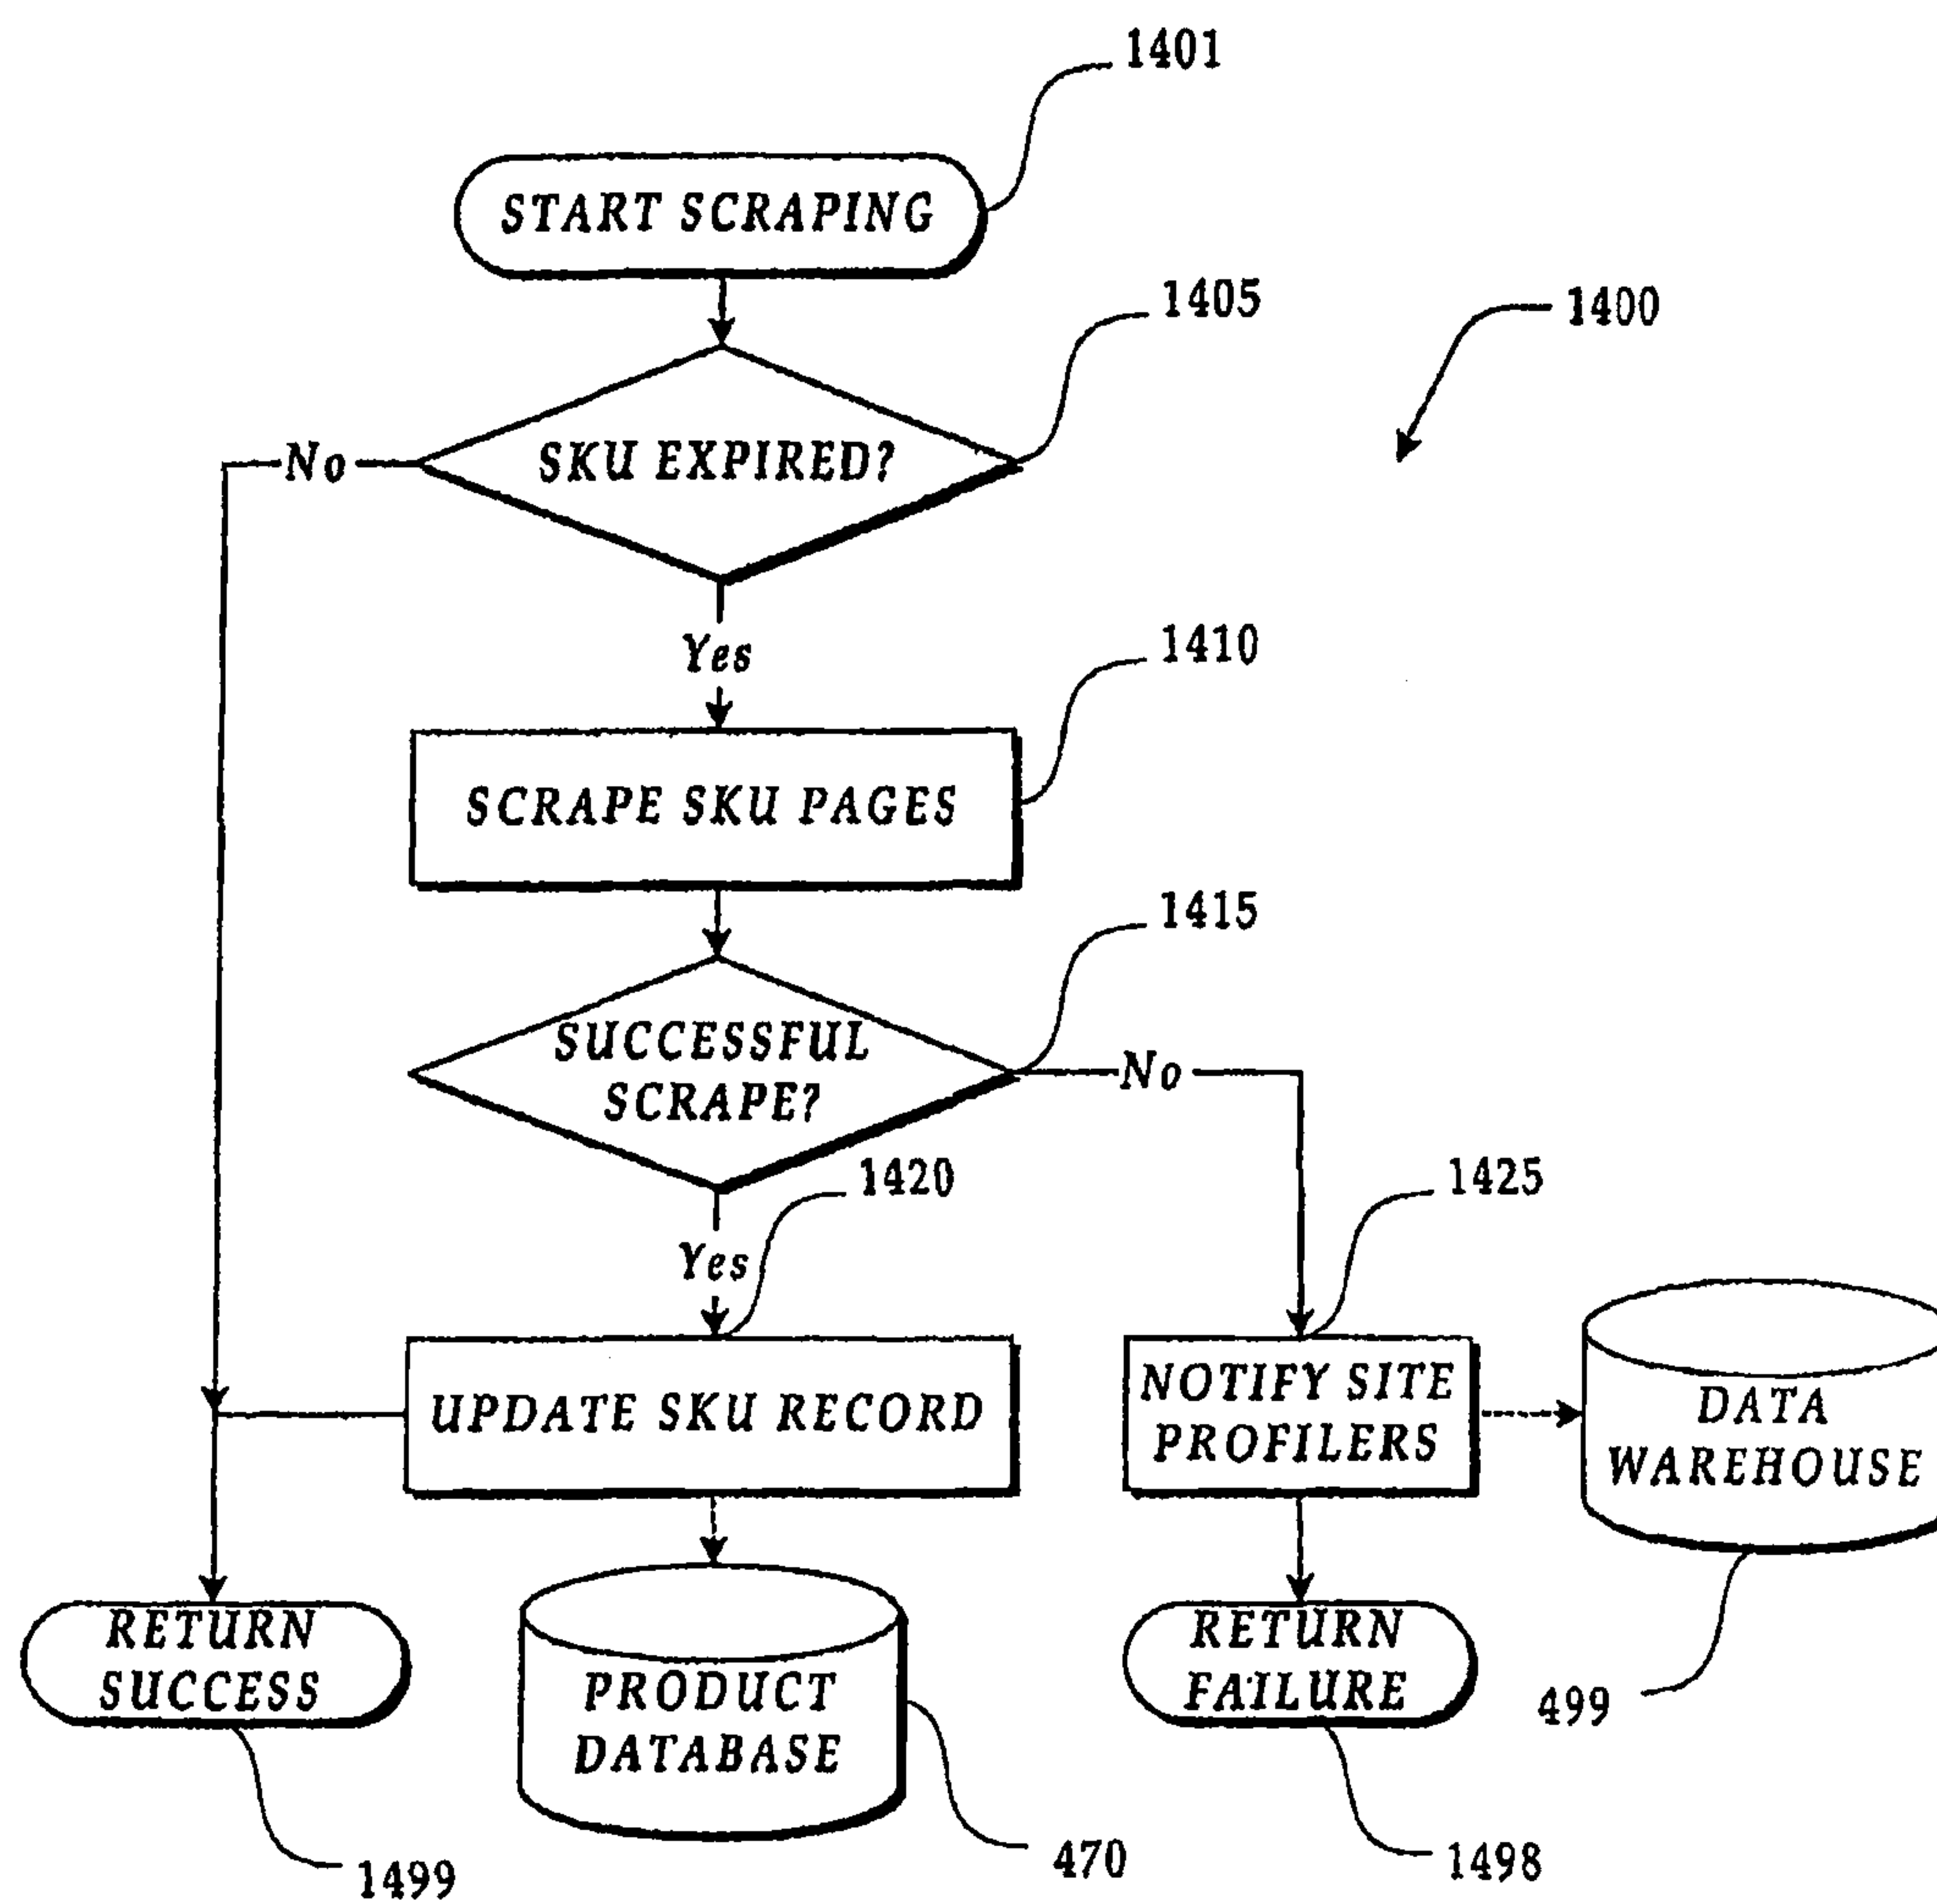 1401
START SCRAPING
1405
1400
SKU EXPIRED?
No
Yes
1410
SCRAPE SKU PAGES
1415
SUCCESSFUL
SCRAPE?
No
1420
1425
Yes
UPDATE SKU RECORD
NOTIFY SITE
PROFILERS
DATA
WAREHOUSE
RETURN
SUCCESS
PRODUCT
DATABASE
RETURN
FAILURE
499
1499
470
1498